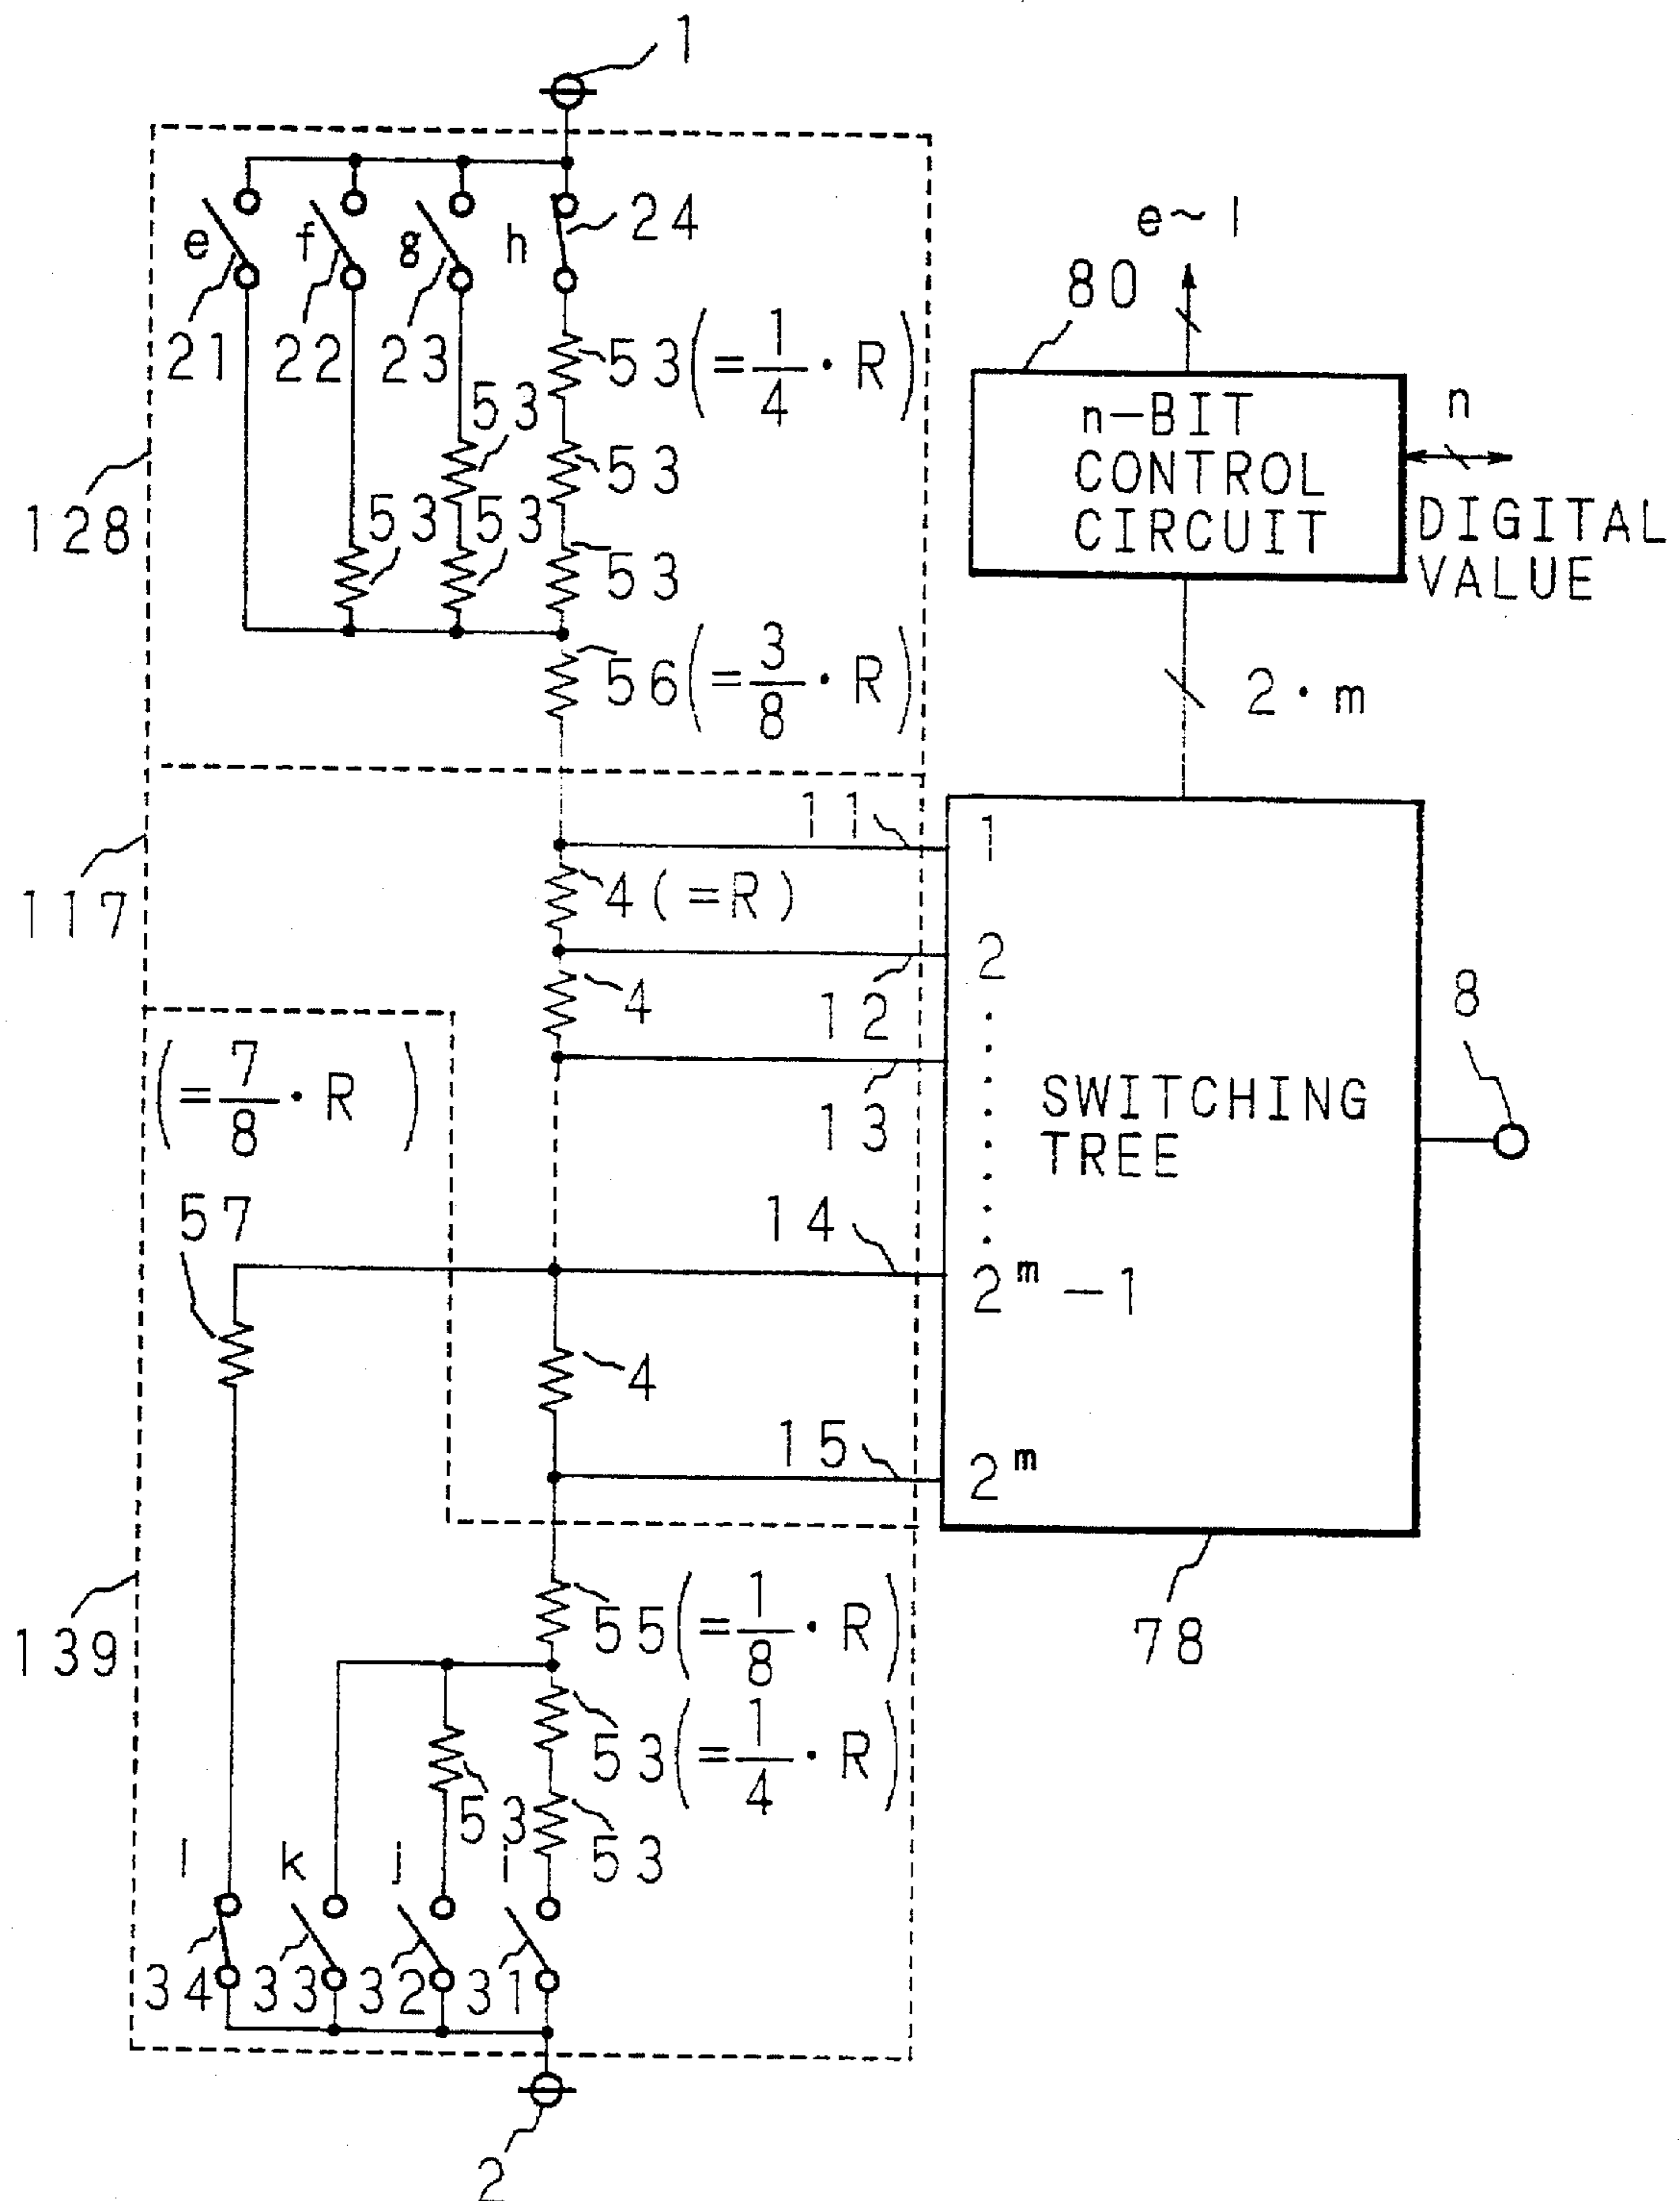 1
e f g h 24
e~l
80
21 22 23
53(=1/4・R)
n-BIT
CONTROL
CIRCUIT
n
DIGITAL
VALUE
53
53
128
53 53
53
56(=3/8・R)
2・m
11
1
117
4(=R)
2
12
4
8
(=7/8・R)
13
SWITCHING
TREE
57
14
2^m-1
4
15
2^m
139
55(=1/8・R)
78
53(=1/4・R)
53
53
l k j i
34 33 32 31
2